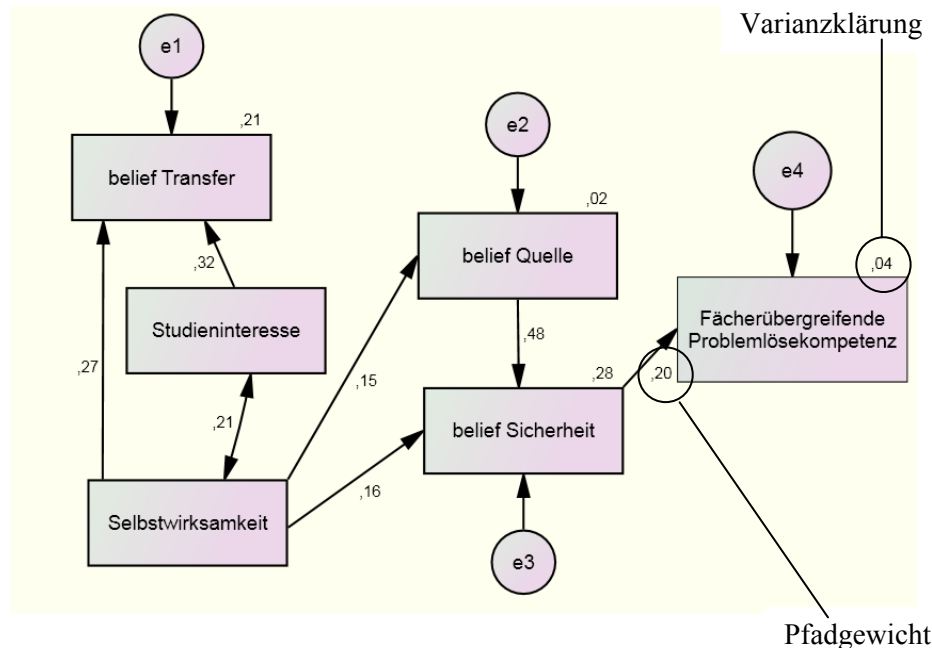 Varianzklärung
e1
,21
belief Transfer
e2
,02
belief Quelle
e4
,04
Fächerübergreifende
Problemlösekompetenz
,32
Studieninteresse
,27
,15
,48
,28
,20
,21
belief Sicherheit
,16
Selbstwirksamkeit
e3
Pfadgewicht